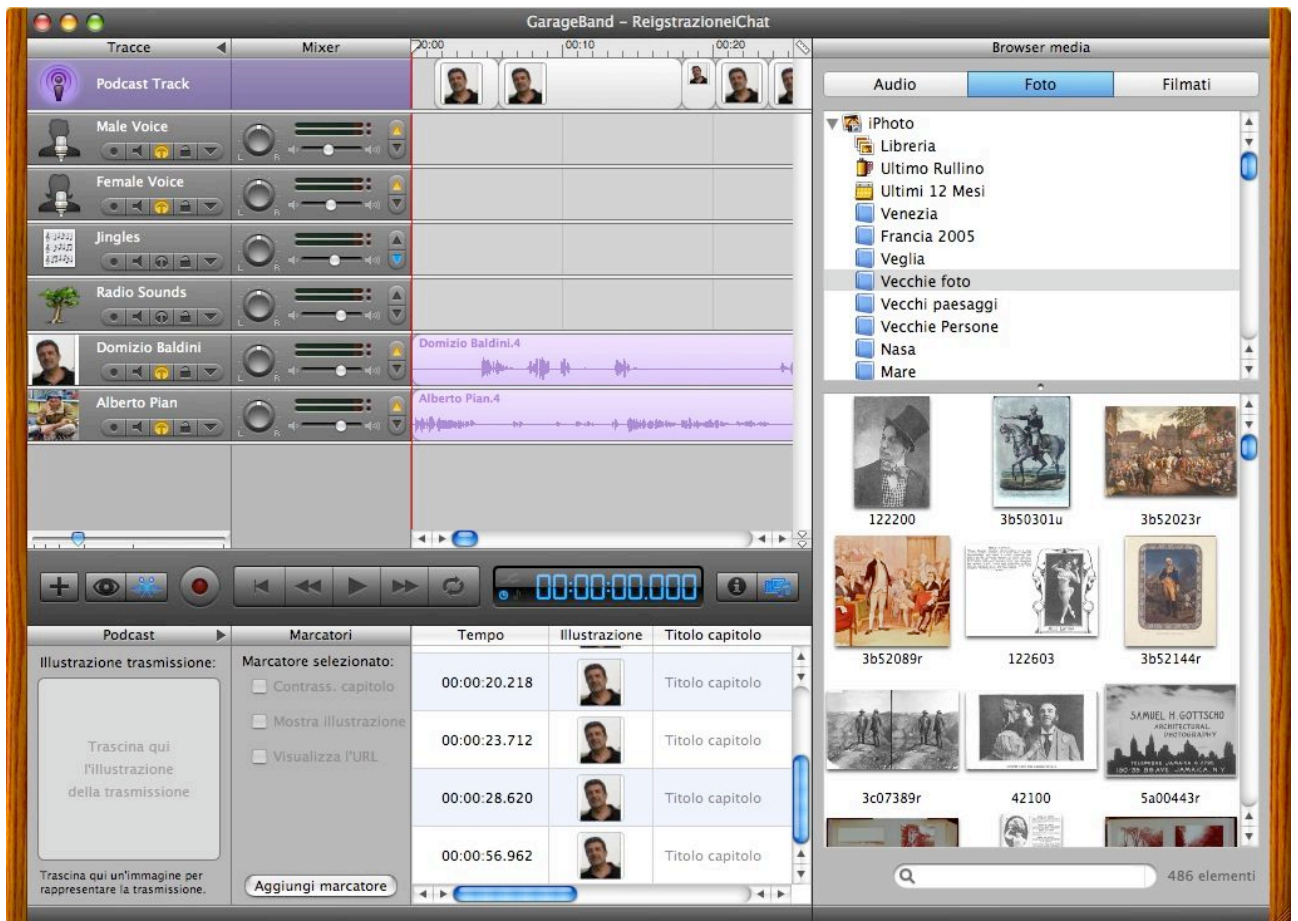 GarageBand – ReigstrazioneiChat
Tracce
Mixer
00:00
00:10
00:20
Browser media
Podcast Track
Audio
Foto
Filmati
Male Voice
L R
Female Voice
L R
Jingles
L R
Radio Sounds
L R
Domizio Baldini
L R
Domizio Baldini.4
Alberto Pian
L R
Alberto Pian.4
iPhoto
Libreria
Ultimo Rullino
Ultimi 12 Mesi
Venezia
Francia 2005
Veglia
Vecchie foto
Vecchi paesaggi
Vecchie Persone
Nasa
Mare
122200
3b50301u
3b52023r
3b52089r
122603
3b52144r
SAMUEL H. GOTTSCHO
ARCHITECTURAL
PHOTOGRAPHY
3c07389r
42100
5a00443r
486 elementi
00:00:00.000
Podcast
Marcatori
Tempo
Illustrazione
Titolo capitolo
Illustrazione trasmissione:
Trascina qui
l'illustrazione
della trasmissione
Trascina qui un'immagine per
rappresentare la trasmissione.
Marcatore selezionato:
Contrass. capitolo
Mostra illustrazione
Visualizza l'URL
Aggiungi marcatore
00:00:20.218
Titolo capitolo
00:00:23.712
Titolo capitolo
00:00:28.620
Titolo capitolo
00:00:56.962
Titolo capitolo